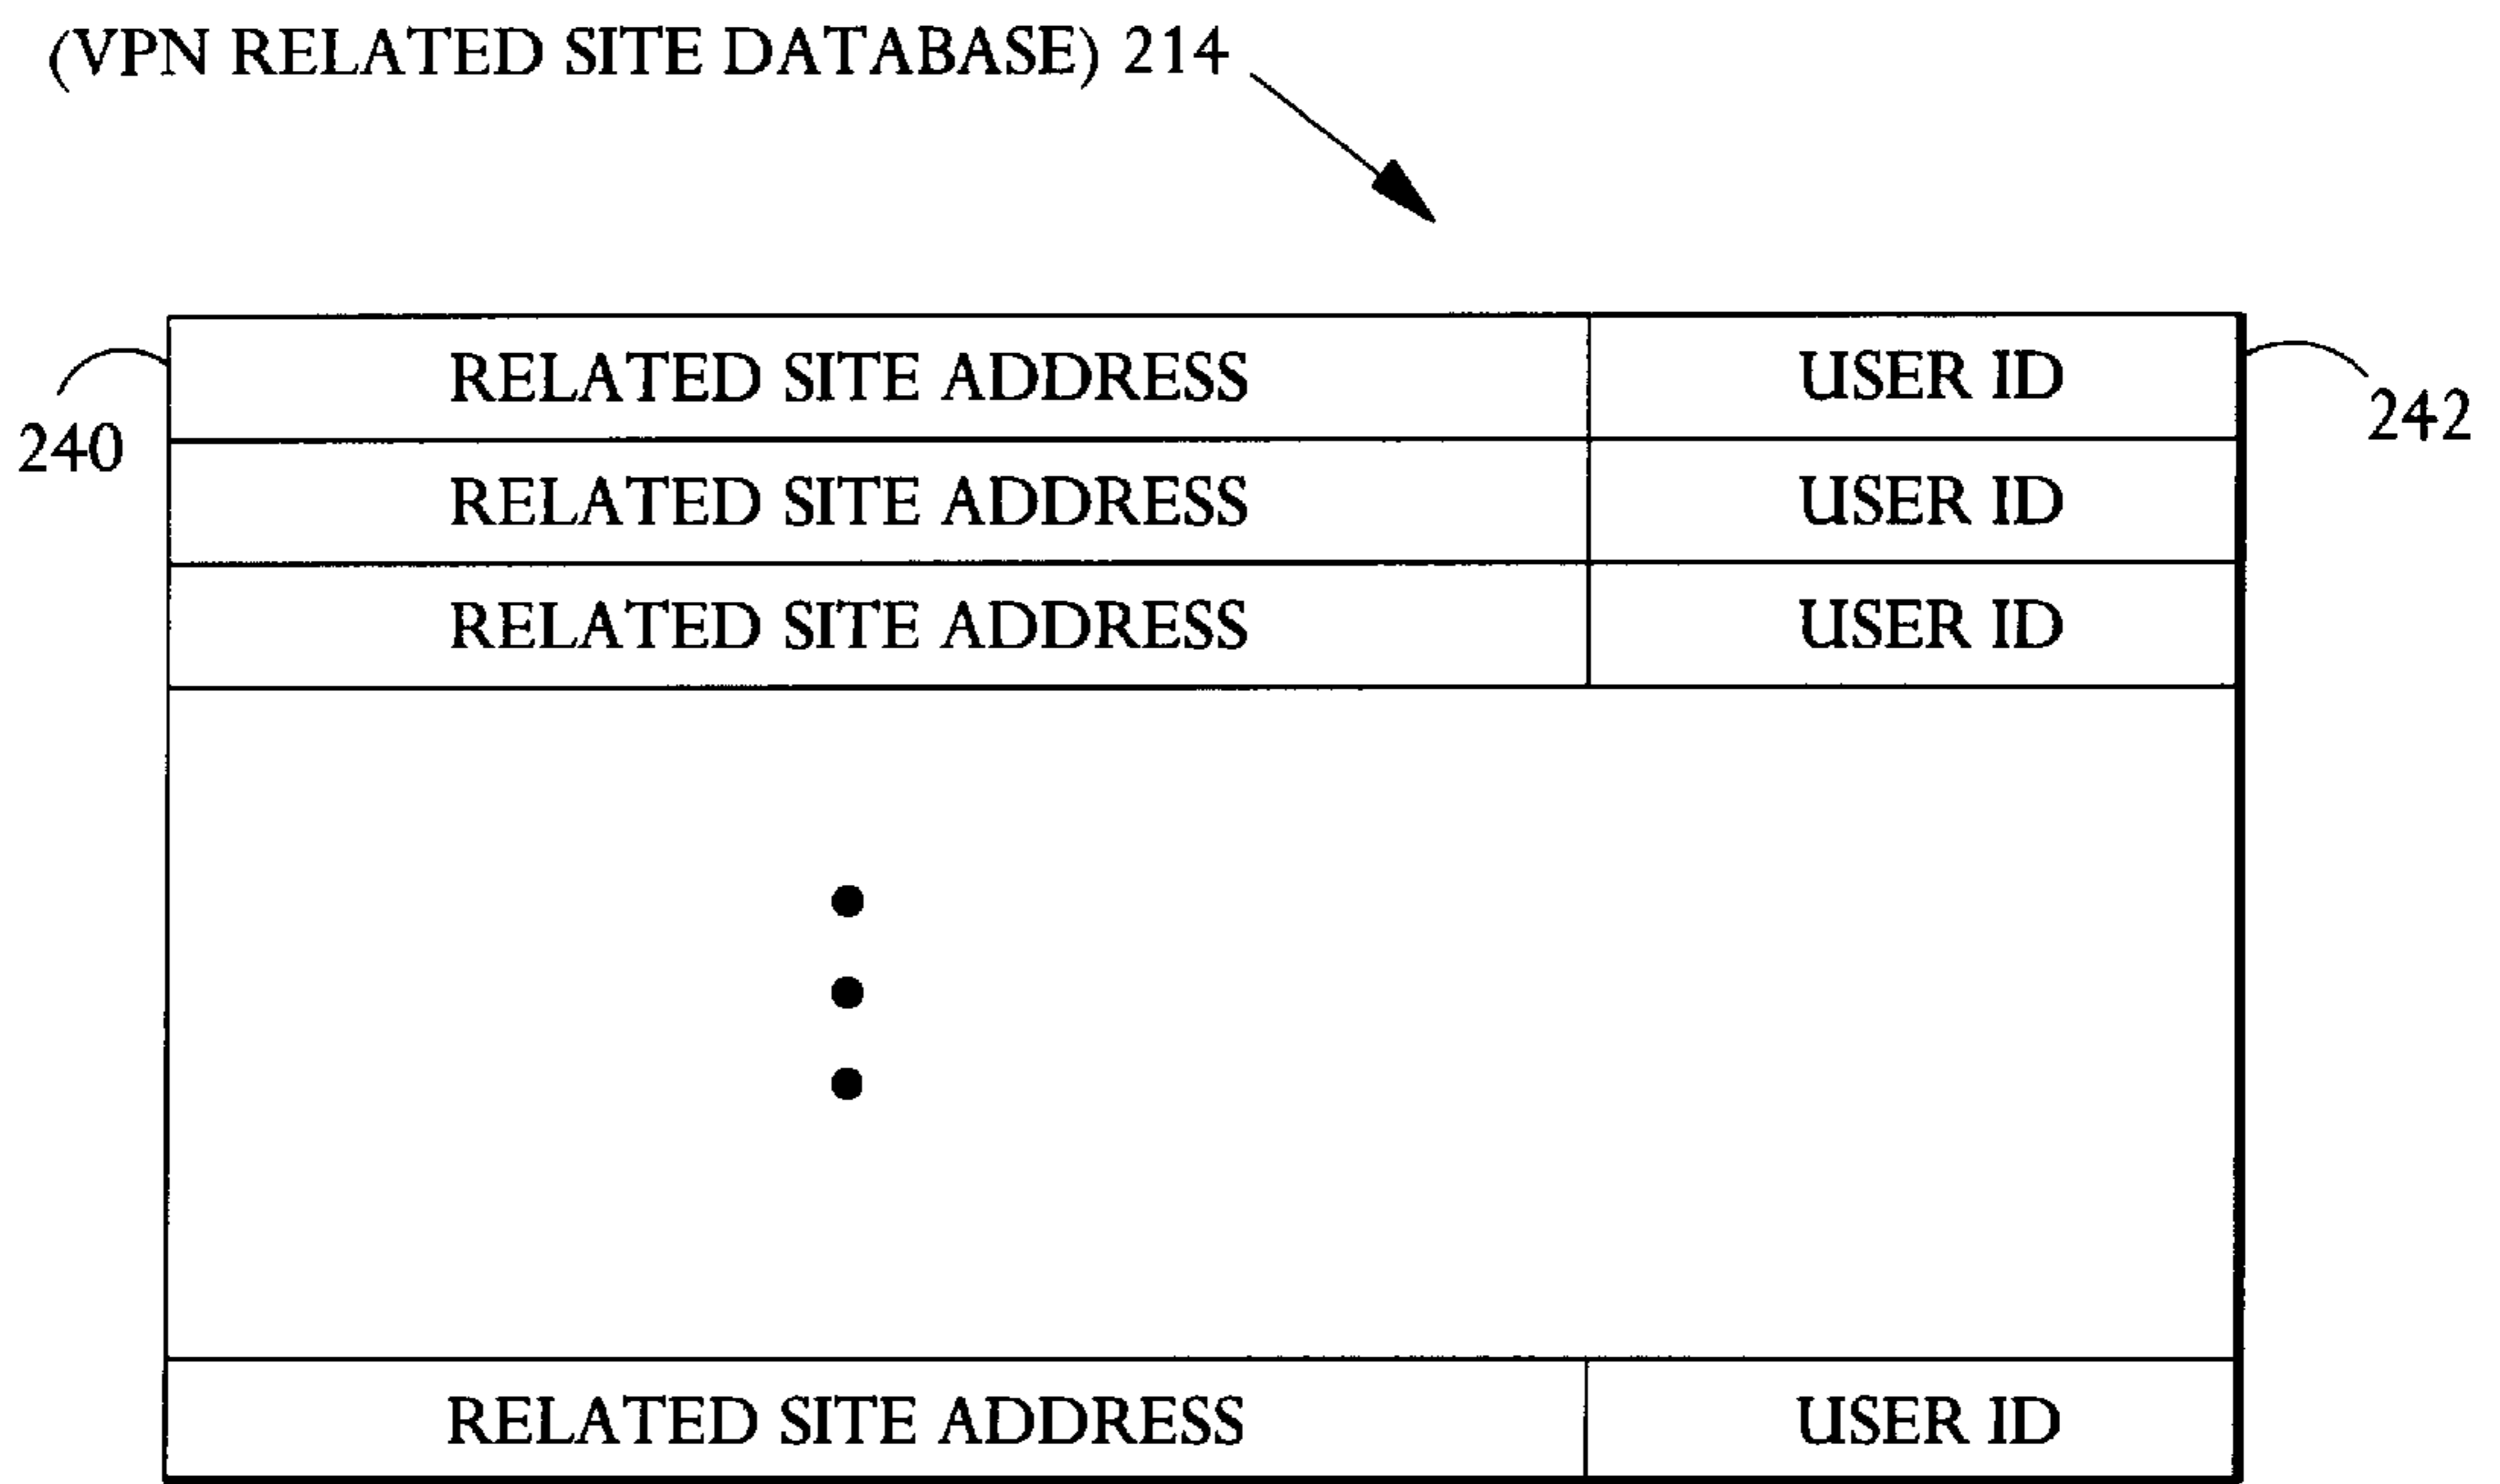 (VPN RELATED SITE DATABASE) 214
RELATED SITE ADDRESS USER ID
240
242
RELATED SITE ADDRESS USER ID
RELATED SITE ADDRESS USER ID
RELATED SITE ADDRESS USER ID